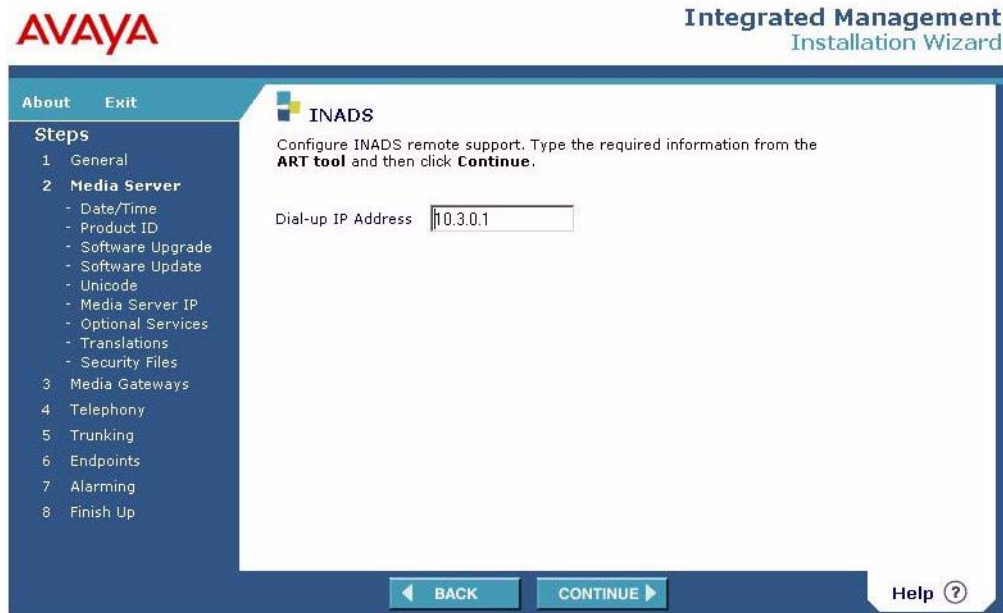 AVAYA
Integrated Management
Installation Wizard
About Exit
Steps
1 General
2 Media Server
- Date/Time
- Product ID
- Software Upgrade
- Software Update
- Unicode
- Media Server IP
- Optional Services
- Translations
- Security Files
3 Media Gateways
4 Telephony
5 Trunking
6 Endpoints
7 Alarming
8 Finish Up
INADS
Configure INADS remote support. Type the required information from the
ART tool and then click Continue.
Dial-up IP Address 10.3.0.1
BACK CONTINUE
Help ?